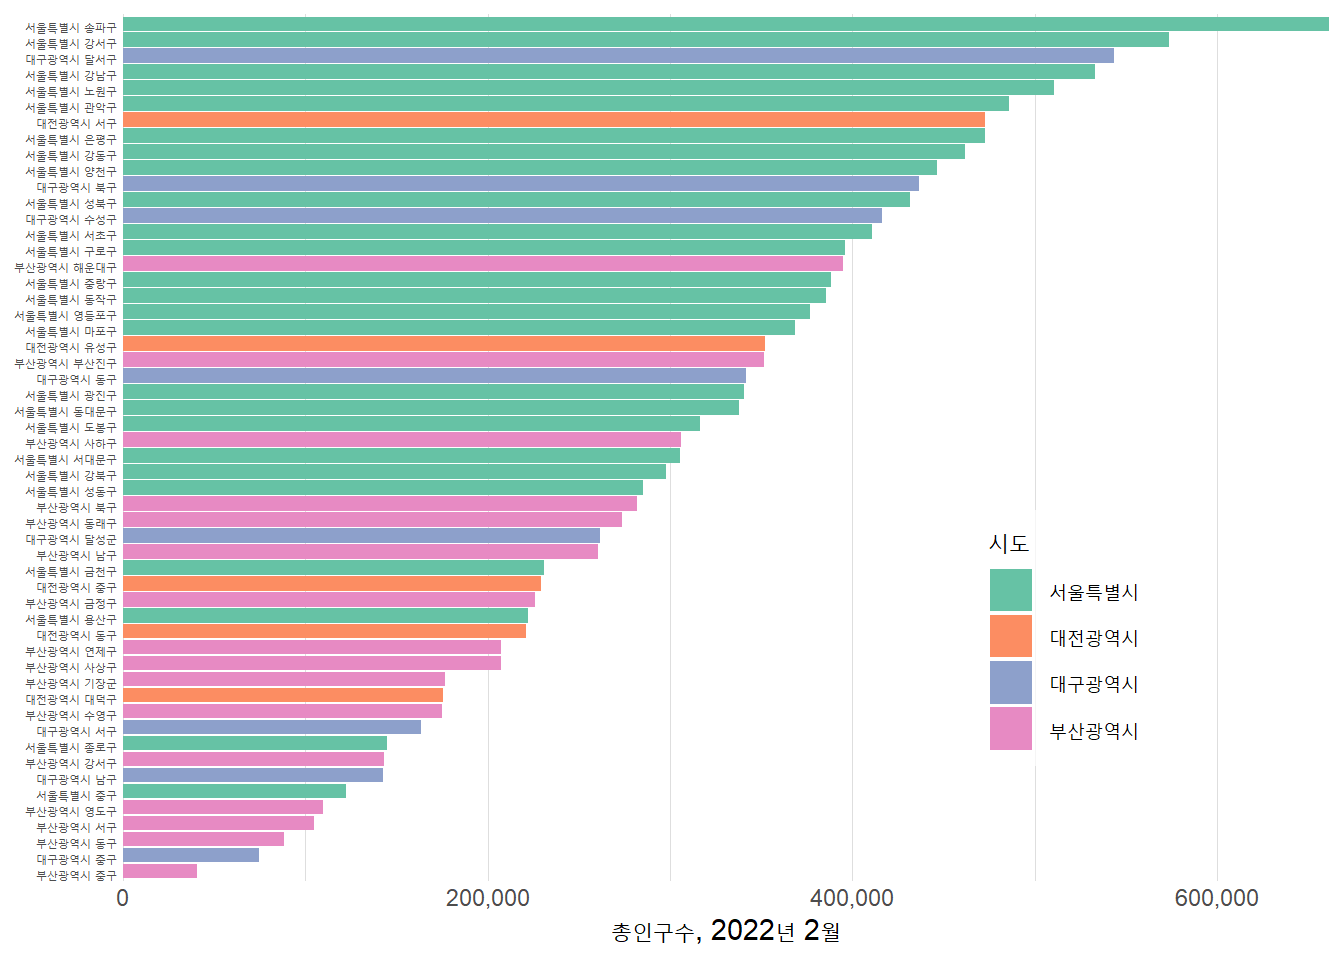 서울특별시 송파구
서울특별시 강서구
대구광역시 달서구
서울특별시 강남구
서울특별시 노원구
서울특별시 관악구
대전광역시 서구
서울특별시 은평구
서울특별시 강동구
서울특별시 양천구
대구광역시 북구
서울특별시 성북구
대구광역시 수성구
서울특별시 서초구
서울특별시 구로구
부산광역시 해운대구
서울특별시 중랑구
서울특별시 동작구
서울특별시 영등포구
서울특별시 마포구
대전광역시 유성구
부산광역시 부산진구
대구광역시 동구
서울특별시 광진구
서울특별시 동대문구
서울특별시 도봉구
부산광역시 사하구
서울특별시 서대문구
서울특별시 강북구
서울특별시 성동구
부산광역시 북구
부산광역시 동래구
대구광역시 달성군
부산광역시 남구
서울특별시 금천구
대전광역시 중구
부산광역시 금정구
서울특별시 용산구
대전광역시 동구
부산광역시 연제구
부산광역시 사상구
부산광역시 기장군
대전광역시 대덕구
부산광역시 수영구
대구광역시 서구
서울특별시 종로구
부산광역시 강서구
대구광역시 남구
서울특별시 중구
부산광역시 영도구
부산광역시 서구
부산광역시 동구
대구광역시 중구
부산광역시 중구
시도
서울특별시
대전광역시
대구광역시
부산광역시
0 200,000 400,000 600,000
총인구수, 2022년 2월